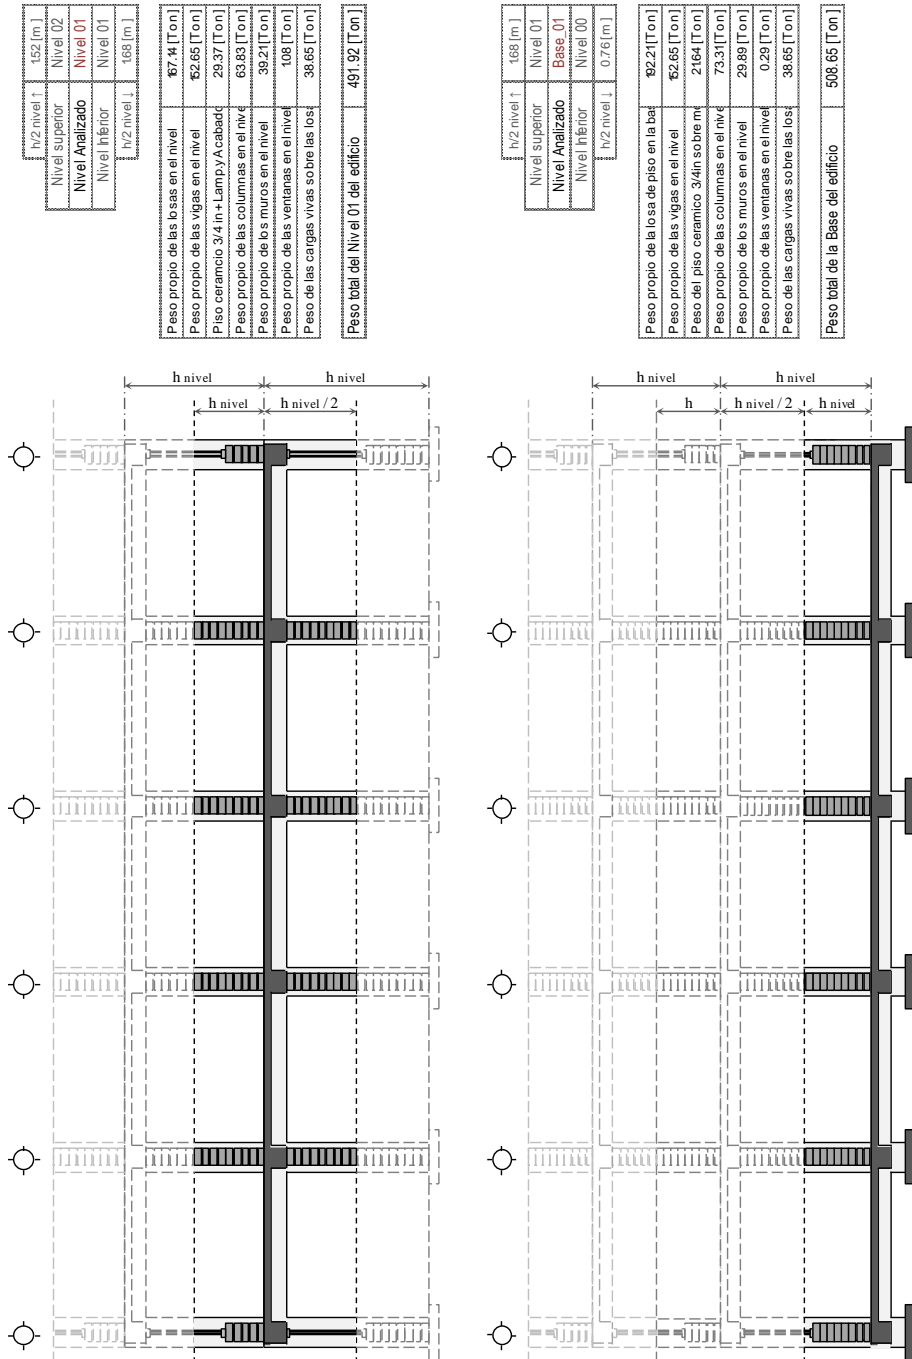 h/2 nivel ↑ 1.52 [m]
Nivel superior Nivel 02
Nivel Analizado Nivel 01
Nivel Inferior Nivel 01
h/2 nivel ↓ 1.68 [m]
Peso propio de las losas en el nivel 167.14 [Ton]
Peso propio de las vigas en el nivel 152.65 [Ton]
Piso ceramcio 3/4 in + Lamp.y Acabado 29.37 [Ton]
Peso propio de las columnas en el nive 63.83 [Ton]
Peso propio de los muros en el nivel 39.21 [Ton]
Peso propio de las ventanas en el nivel 1.08 [Ton]
Peso de las cargas vivas sobre las losa 38.65 [Ton]
Peso total del Nivel 01 del edificio 491.92 [Ton]
h nivel h nivel
h nivel h nivel / 2
h/2 nivel ↑ 1.68 [m]
Nivel superior Nivel 01
Nivel Analizado Base_01
Nivel Inferior Nivel 00
h/2 nivel ↓ 0.76 [m]
Peso propio de la losa de piso en la bas 192.21 [Ton]
Peso propio de las vigas en el nivel 152.65 [Ton]
Peso del piso ceramico 3/4in sobre m 21.64 [Ton]
Peso propio de las columnas en el nive 73.31 [Ton]
Peso propio de los muros en el nivel 29.89 [Ton]
Peso propio de las ventanas en el nivel 0.29 [Ton]
Peso de las cargas vivas sobre las losa 38.65 [Ton]
Peso total de la Base del edificio 508.65 [Ton]
h nivel h nivel
h h nivel / 2 h nivel